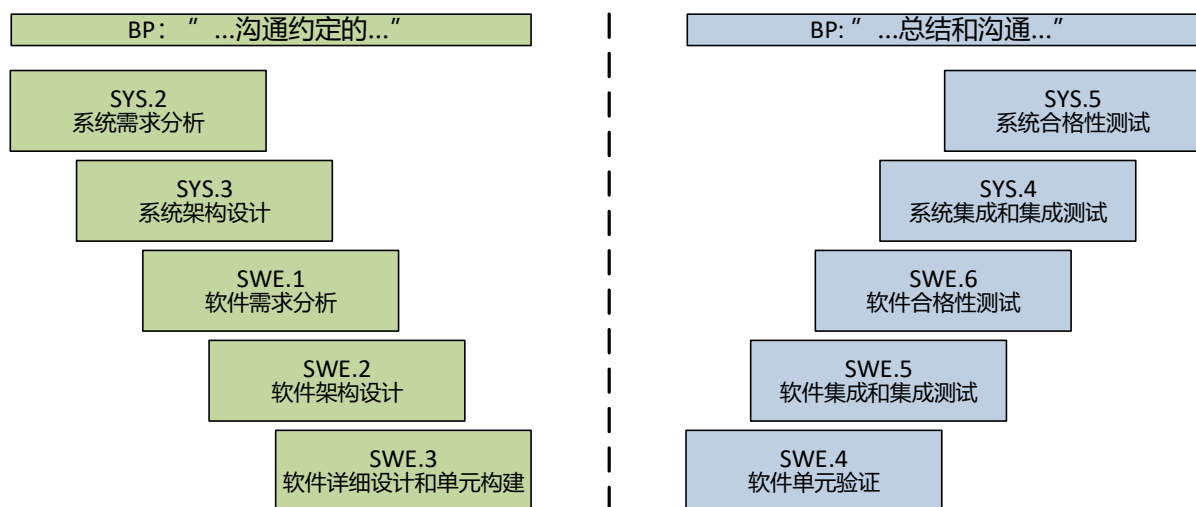 BP： ”...沟通约定的...”
SYS.2
系统需求分析
SYS.3
系统架构设计
SWE.1
软件需求分析
SWE.2
软件架构设计
SWE.3
软件详细设计和单元构建
BP: ”...总结和沟通...”
SYS.5
系统合格性测试
SYS.4
系统集成和集成测试
SWE.6
软件合格性测试
SWE.5
软件集成和集成测试
SWE.4
软件单元验证